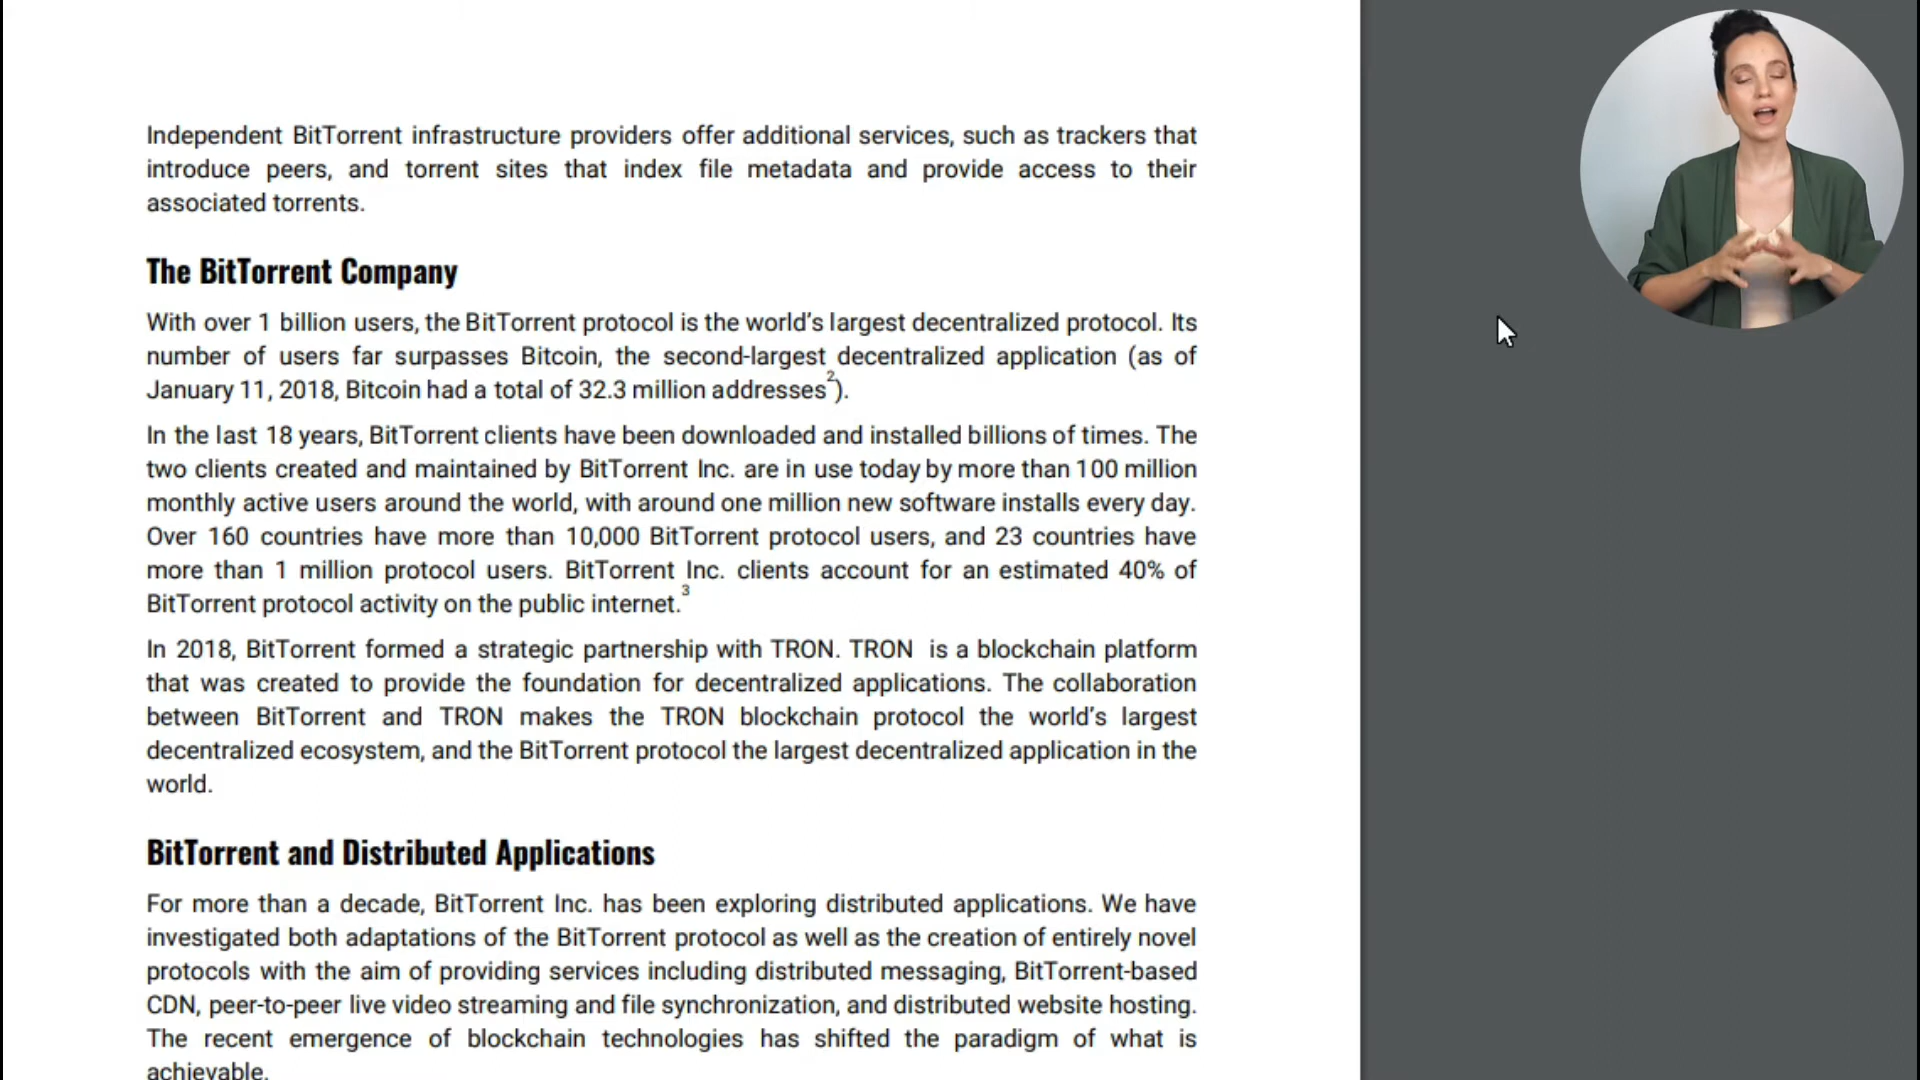 Independent BitTorrent infrastructure providers offer additional services, such as trackers that
introduce peers, and torrent sites that index file metadata and provide access to their
associated torrents.
The BitTorrent Company
With over 1 billion users, the BitTorrent protocol is the world's largest decentralized protocol. Its
number of users far surpasses Bitcoin, the second-largest decentralized application (as of
January 11, 2018, Bitcoin had a total of 32.3 million addresses2).
In the last 18 years, BitTorrent clients have been downloaded and installed billions of times. The
two clients created and maintained by BitTorrent Inc. are in use today by more than 100 million
monthly active users around the world, with around one million new software installs every day.
Over 160 countries have more than 10,000 BitTorrent protocol users, and 23 countries have
more than 1 million protocol users. BitTorrent Inc. clients account for an estimated 40% of
BitTorrent protocol activity on the public internet.3
In 2018, BitTorrent formed a strategic partnership with TRON. TRON is a blockchain platform
that was created to provide the foundation for decentralized applications. The collaboration
between BitTorrent and TRON makes the TRON blockchain protocol the world's largest
decentralized ecosystem, and the BitTorrent protocol the largest decentralized application in the
world.
BitTorrent and Distributed Applications
For more than a decade, BitTorrent Inc. has been exploring distributed applications. We have
investigated both adaptations of the BitTorrent protocol as well as the creation of entirely novel
protocols with the aim of providing services including distributed messaging, BitTorrent-based
CDN, peer-to-peer live video streaming and file synchronization, and distributed website hosting.
The recent emergence of blockchain technologies has shifted the paradigm of what is
achievable.